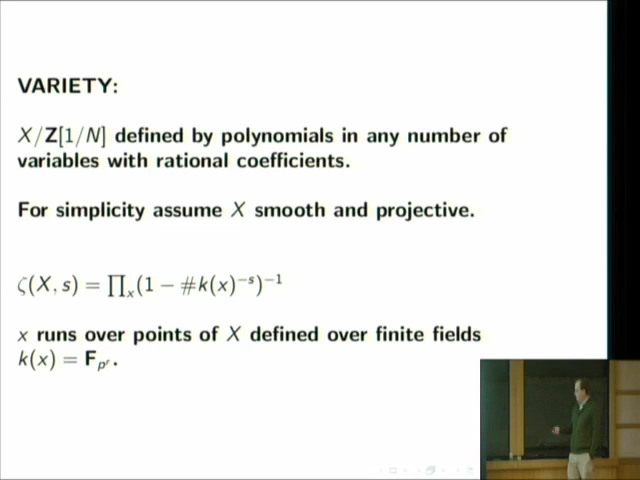 VARIETY:
X/Z[1/N] defined by polynomials in any number of
variables with rational coefficients.
For simplicity assume X smooth and projective.
ζ(X, s) = ∏ₓ(1 − #k(x)⁻ˢ)⁻¹
x runs over points of X defined over finite fields
k(x) = F_{p^r}.